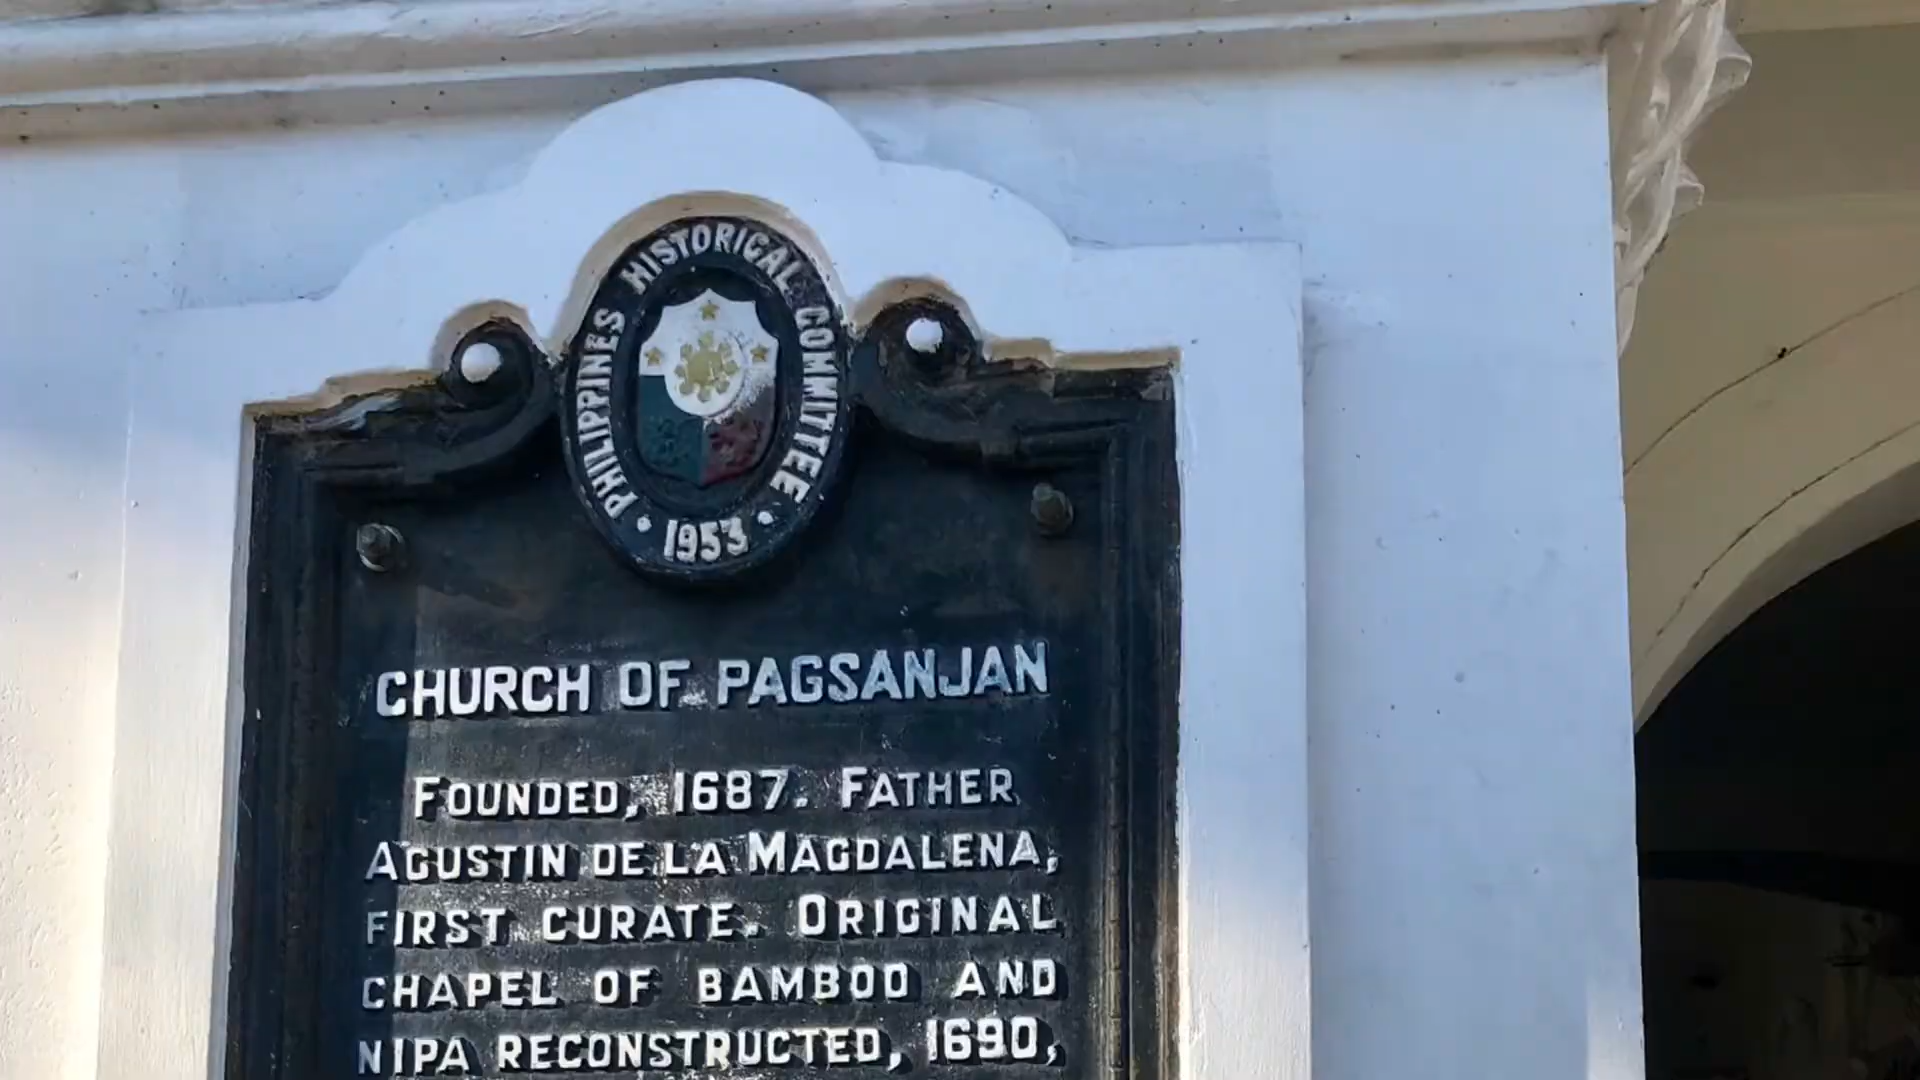 PHILIPPINES HISTORICAL COMMITTEE
• 1953 •
CHURCH OF PAGSANJAN
FOUNDED, 1687. FATHER
AGUSTIN DE LA MAGDALENA,
FIRST CURATE. ORIGINAL
CHAPEL OF BAMBOO AND
NIPA RECONSTRUCTED, 1690,